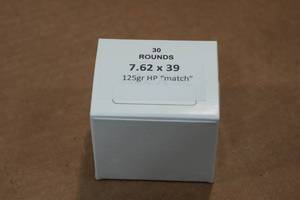 30
ROUNDS
7.62 x 39
125gr HP "match"